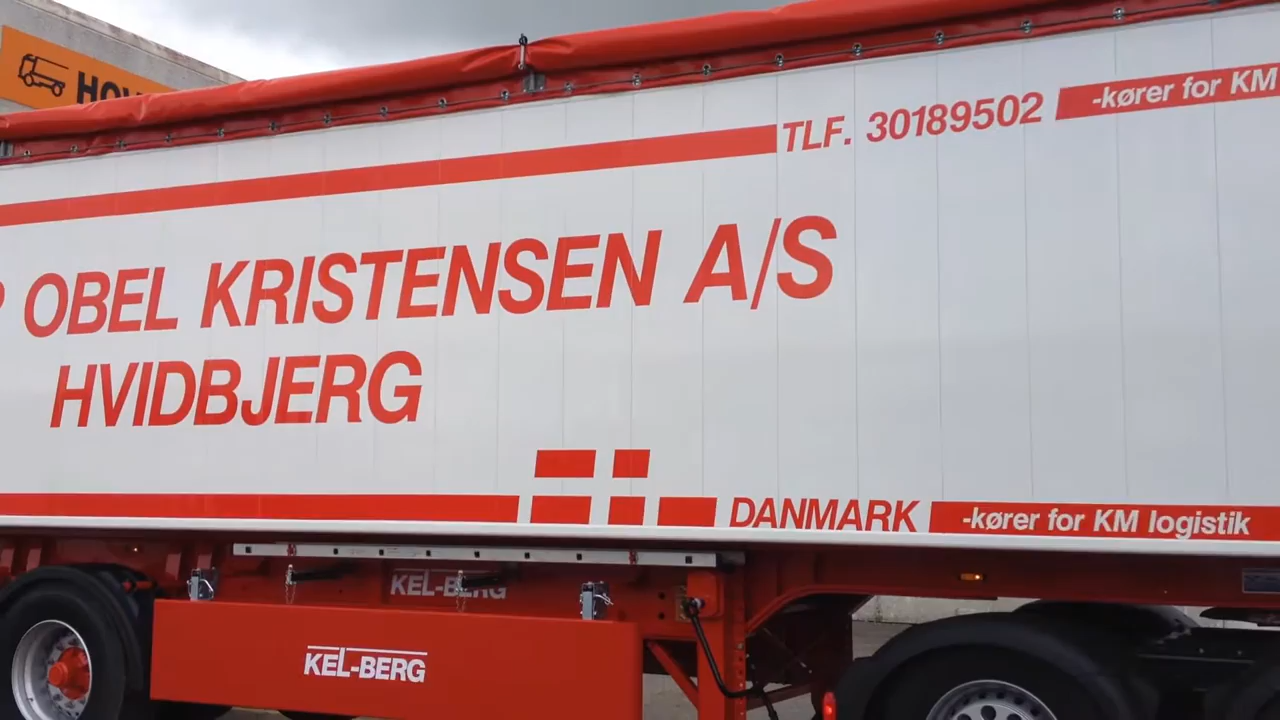 TLF. 30189502
-kører for KM
OBEL KRISTENSEN A/S
HVIDBJERG
DANMARK
-kører for KM logistik
KEL-BERG
KEL-BERG